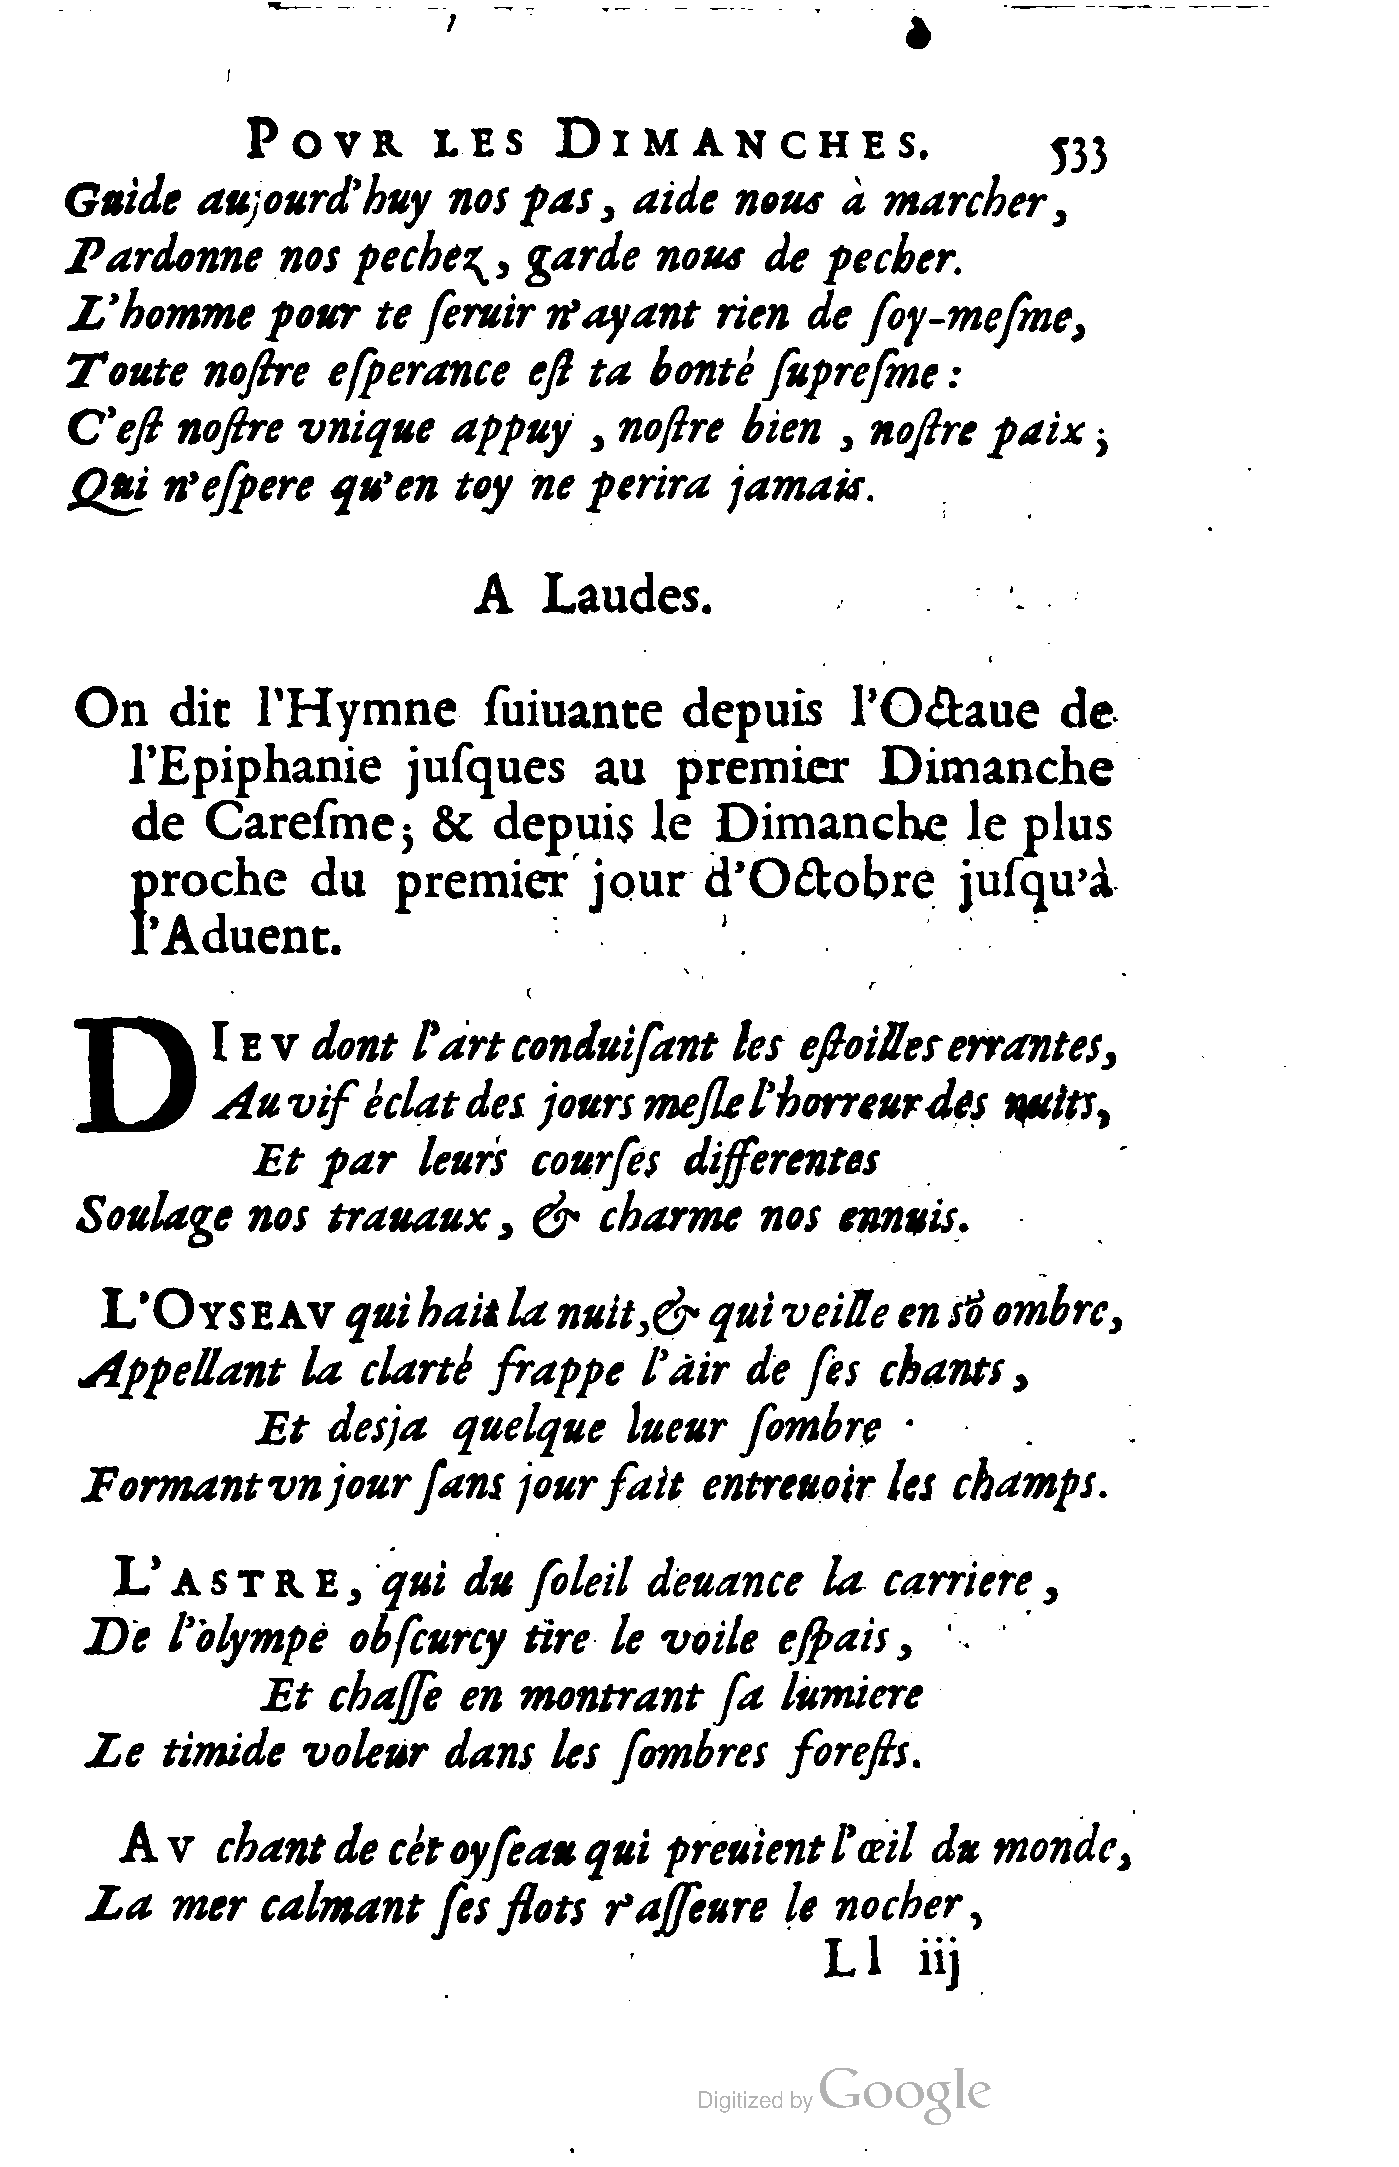 POVR LES DIMANCHES. 533
Guide aujourd'huy nos pas, aide nous à marcher,
Pardonne nos pechez, garde nous de pecher.
L'homme pour te ſeruir n'ayant rien de ſoy-meſme,
Toute noſtre eſperance eſt ta bonté ſupreſme :
C'eſt noſtre vnique appuy , noſtre bien , noſtre paix ;
Qui n'eſpere qu'en toy ne perira jamais.
A Laudes.
On dit l'Hymne ſuiuante depuis l'Octaue de
l'Epiphanie juſques au premier Dimanche
de Careſme; & depuis le Dimanche le plus
proche du premier jour d'Octobre juſqu'à
l'Aduent.
DIEV dont l'art conduiſant les eſtoilles errantes,
Au vif éclat des jours meſle l'horreur des nuits,
Et par leurs courſes differentes
Soulage nos trauaux, & charme nos ennuis.
L'OYSEAV qui hait la nuit, & qui veille en sõ ombre,
Appellant la clarté frappe l'air de ſes chants,
Et desja quelque lueur ſombre
Formant vn jour ſans jour fait entreuoir les champs.
L'ASTRE, qui du ſoleil deuance la carriere,
De l'olympe obſcurcy tire le voile eſpais,
Et chaſſe en montrant ſa lumiere
Le timide voleur dans les ſombres foreſts.
AV chant de cét oyſeau qui preuient l'œil du monde,
La mer calmant ſes flots r'aſſeure le nocher,
Ll iij
Digitized by Google